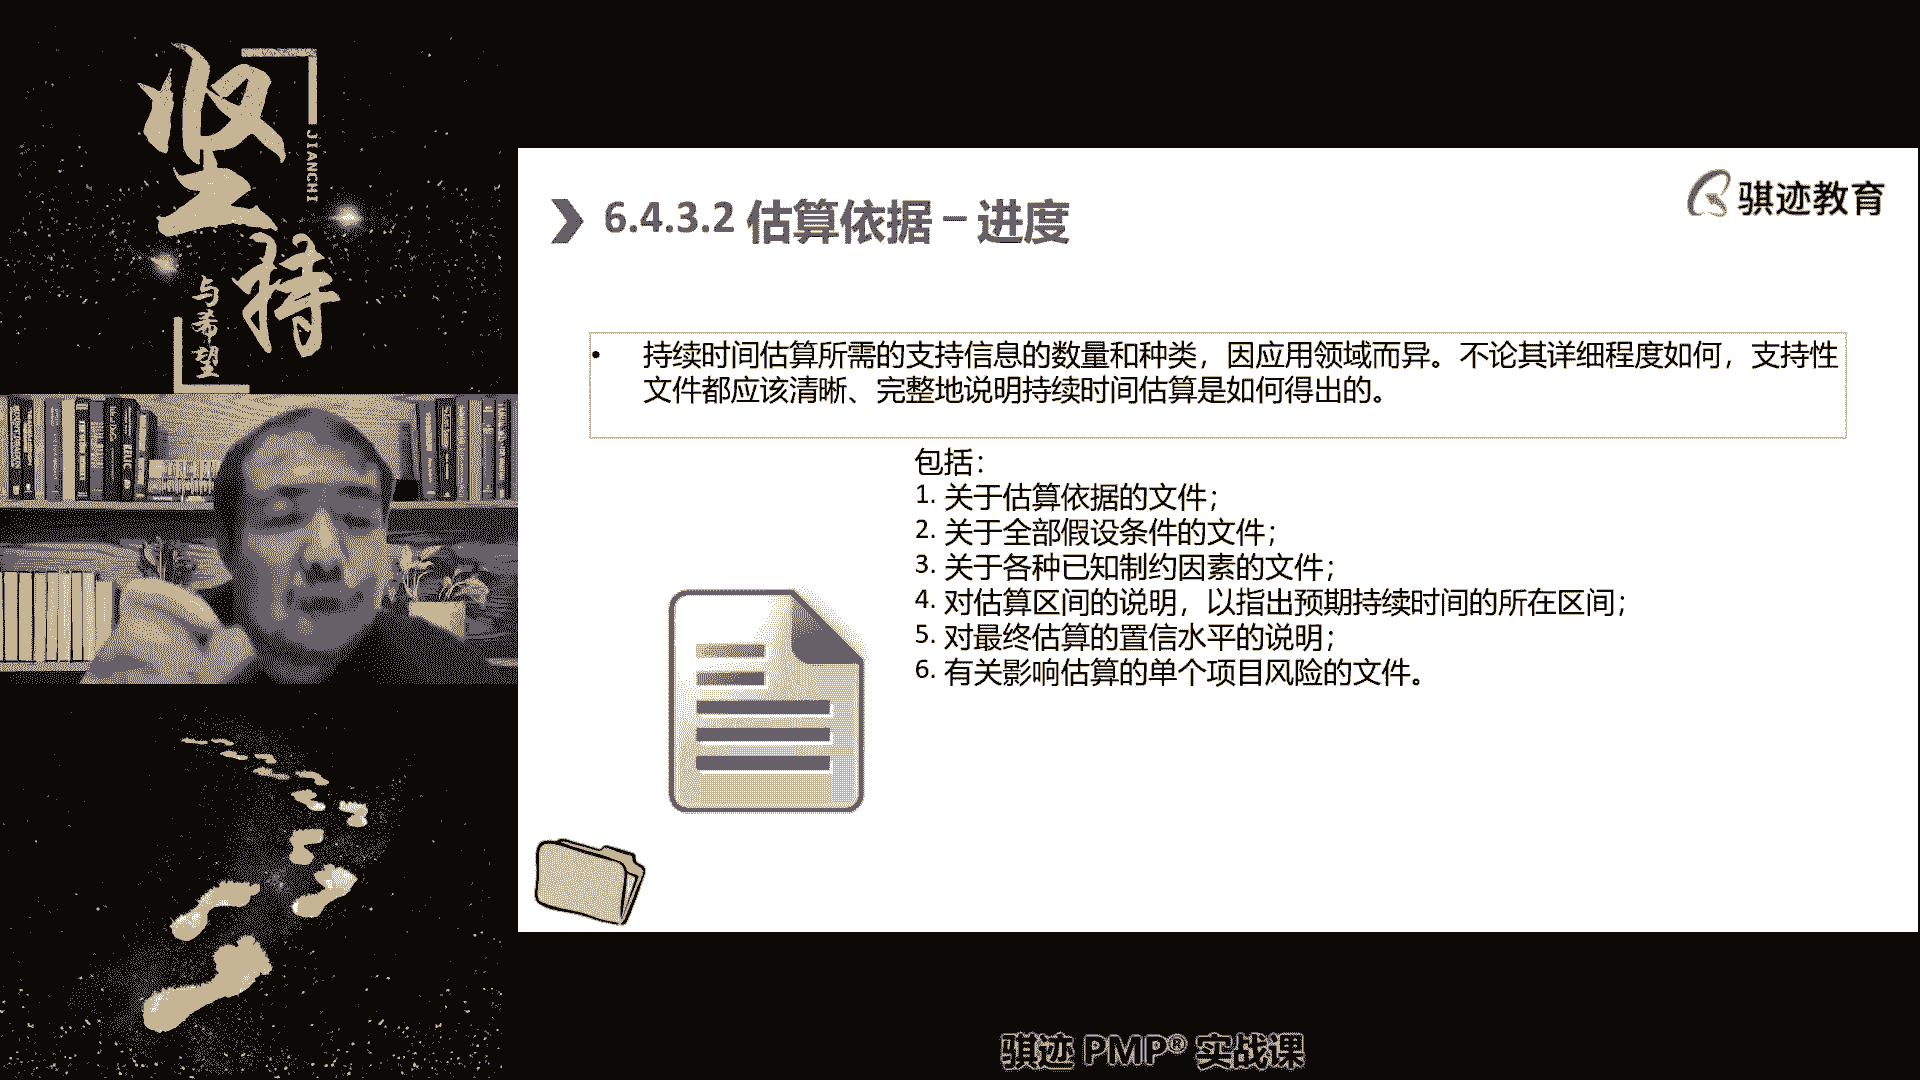 坚持
JIANCHI
与希望
骐迹教育
6.4.3.2 估算依据 – 进度
• 持续时间估算所需的支持信息的数量和种类，因应用领域而异。不论其详细程度如何，支持性
文件都应该清晰、完整地说明持续时间估算是如何得出的。
包括：
1. 关于估算依据的文件；
2. 关于全部假设条件的文件；
3. 关于各种已知制约因素的文件；
4. 对估算区间的说明，以指出预期持续时间的所在区间；
5. 对最终估算的置信水平的说明；
6. 有关影响估算的单个项目风险的文件。
骐迹 PMP® 实战课